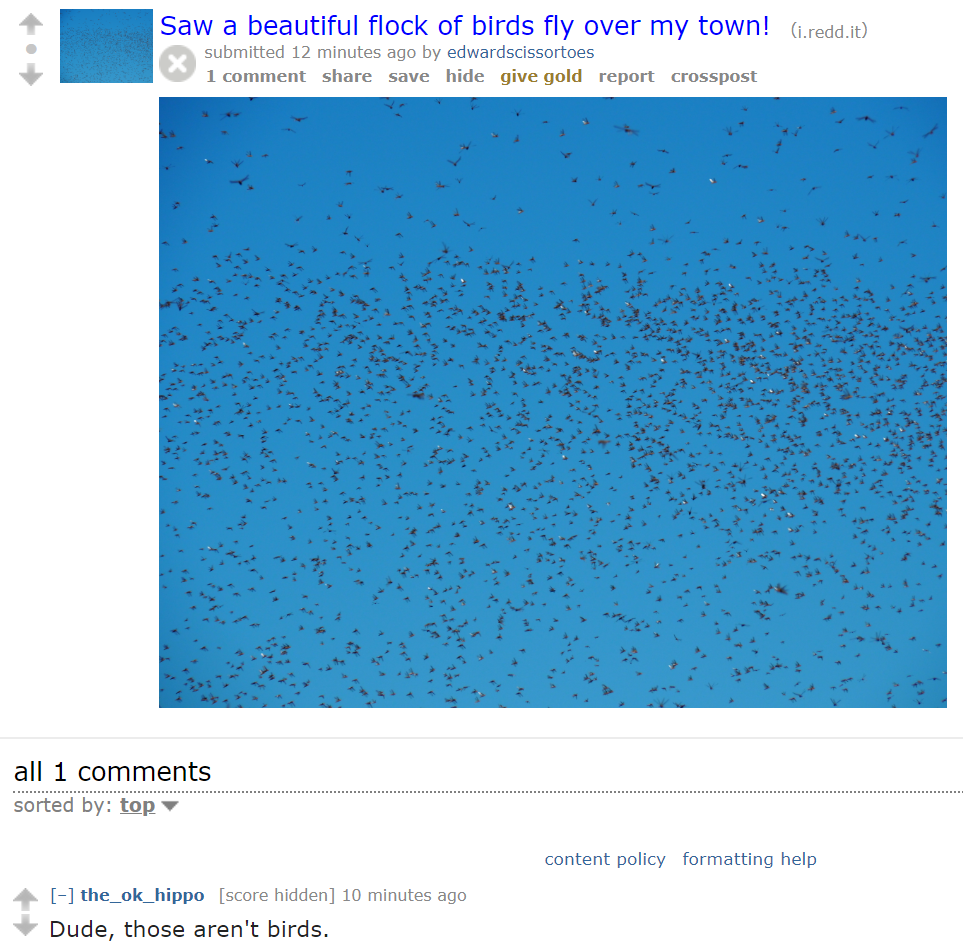 Saw a beautiful flock of birds fly over my town! (i.redd.it)
submitted 12 minutes ago by edwardscissortoes
1 comment share save hide give gold report crosspost
all 1 comments
sorted by: top
content policy formatting help
[–] the_ok_hippo [score hidden] 10 minutes ago
Dude, those aren't birds.